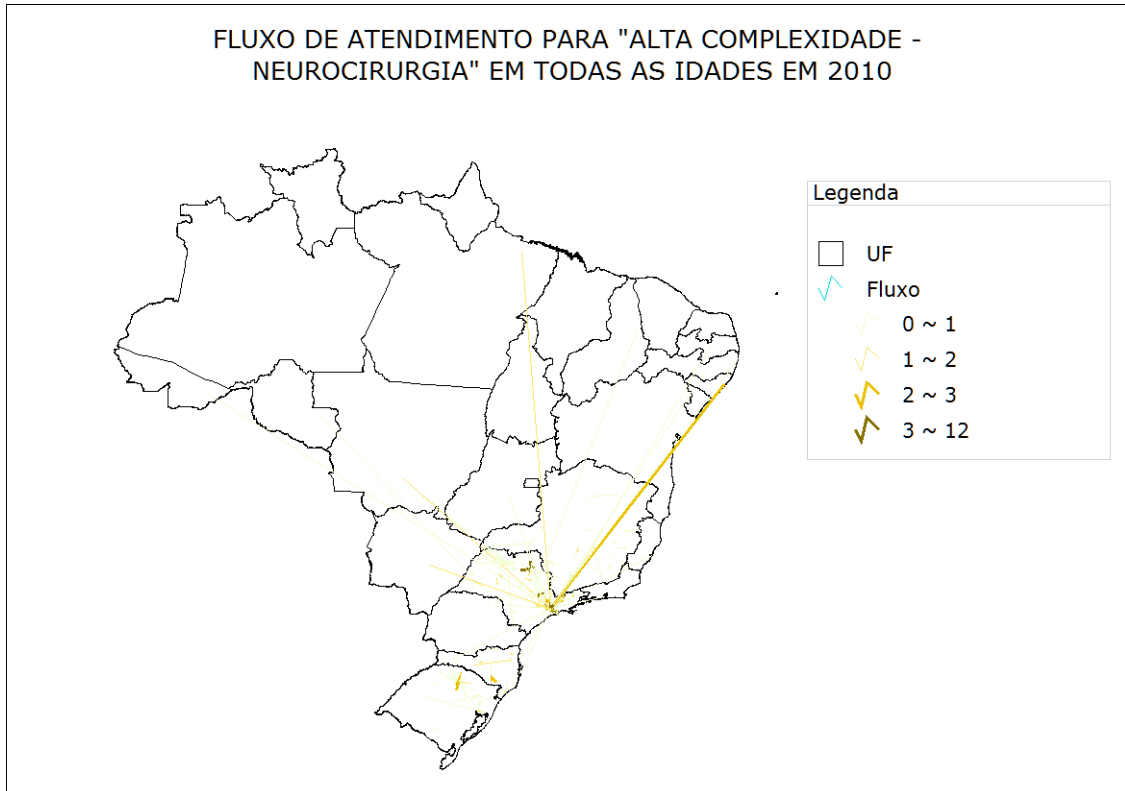 FLUXO DE ATENDIMENTO PARA "ALTA COMPLEXIDADE -
NEUROCIRURGIA" EM TODAS AS IDADES EM 2010
Legenda
UF
Fluxo
0 ~ 1
1 ~ 2
2 ~ 3
3 ~ 12